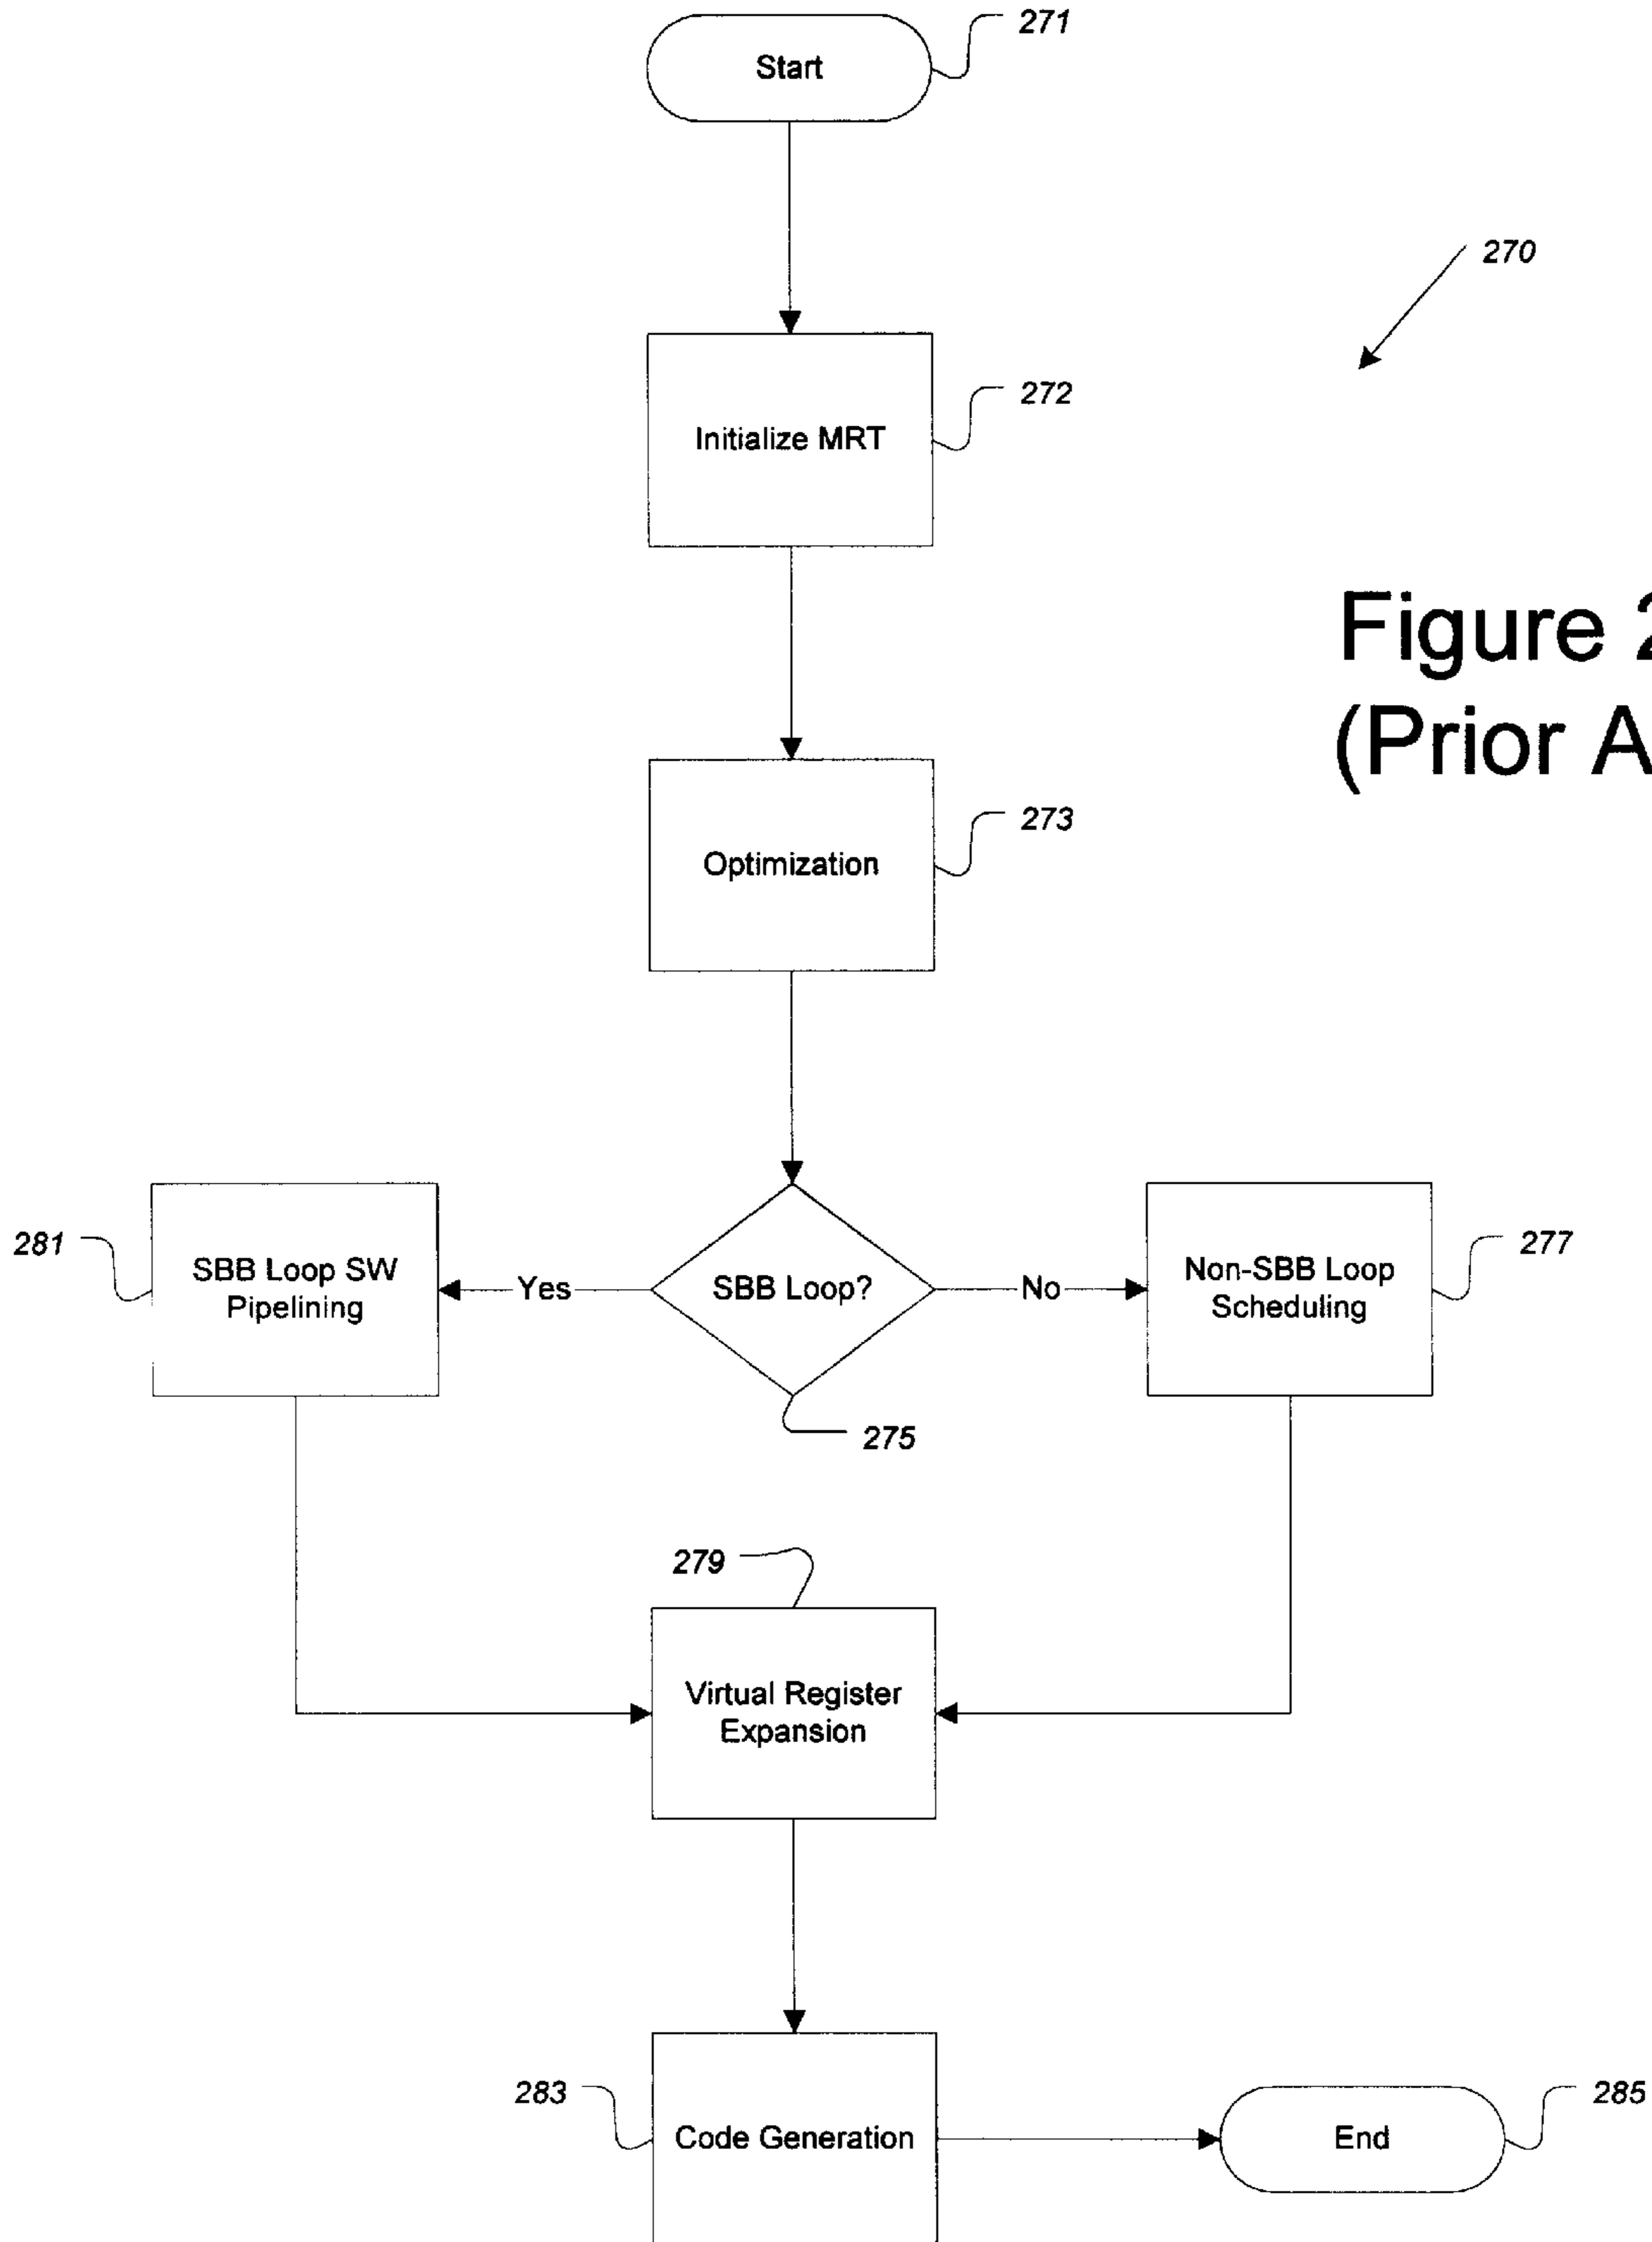 Start
271
270
Initialize MRT
272
Figure 2
(Prior A
Optimization
273
281
SBB Loop SW
Pipelining
Yes
SBB Loop?
No
Non-SBB Loop
Scheduling
277
275
279
Virtual Register
Expansion
283
Code Generation
End
285